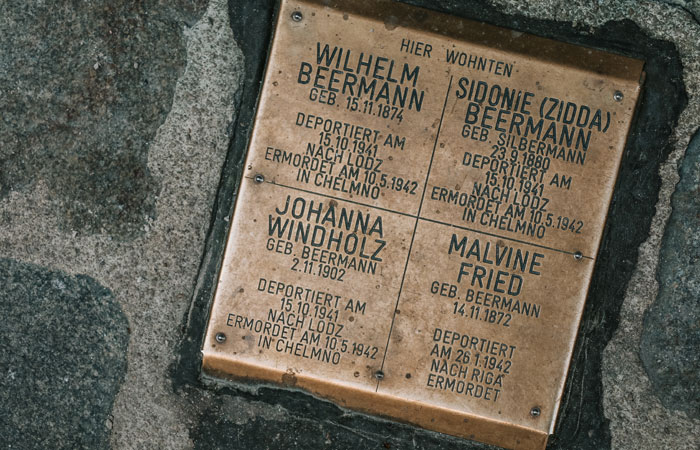 HIER WOHNTEN
WILHELM
BEERMANN
GEB. 15.11.1874
DEPORTIERT AM
15.10.1941
NACH LODZ
ERMORDET AM 10.5.1942
IN CHELMNO
SIDONIE (ZIDDA)
BEERMANN
GEB. SILBERMANN
23.9.1880
DEPORTIERT AM
15.10.1941
NACH LODZ
ERMORDET AM 10.5.1942
IN CHELMNO
JOHANNA
WINDHOLZ
GEB. BEERMANN
2.11.1902
DEPORTIERT AM
15.10.1941
NACH LODZ
ERMORDET AM 10.5.1942
IN CHELMNO
MALVINE
FRIED
GEB. BEERMANN
14.11.1872
DEPORTIERT
AM 26.1.1942
NACH RIGA
ERMORDET